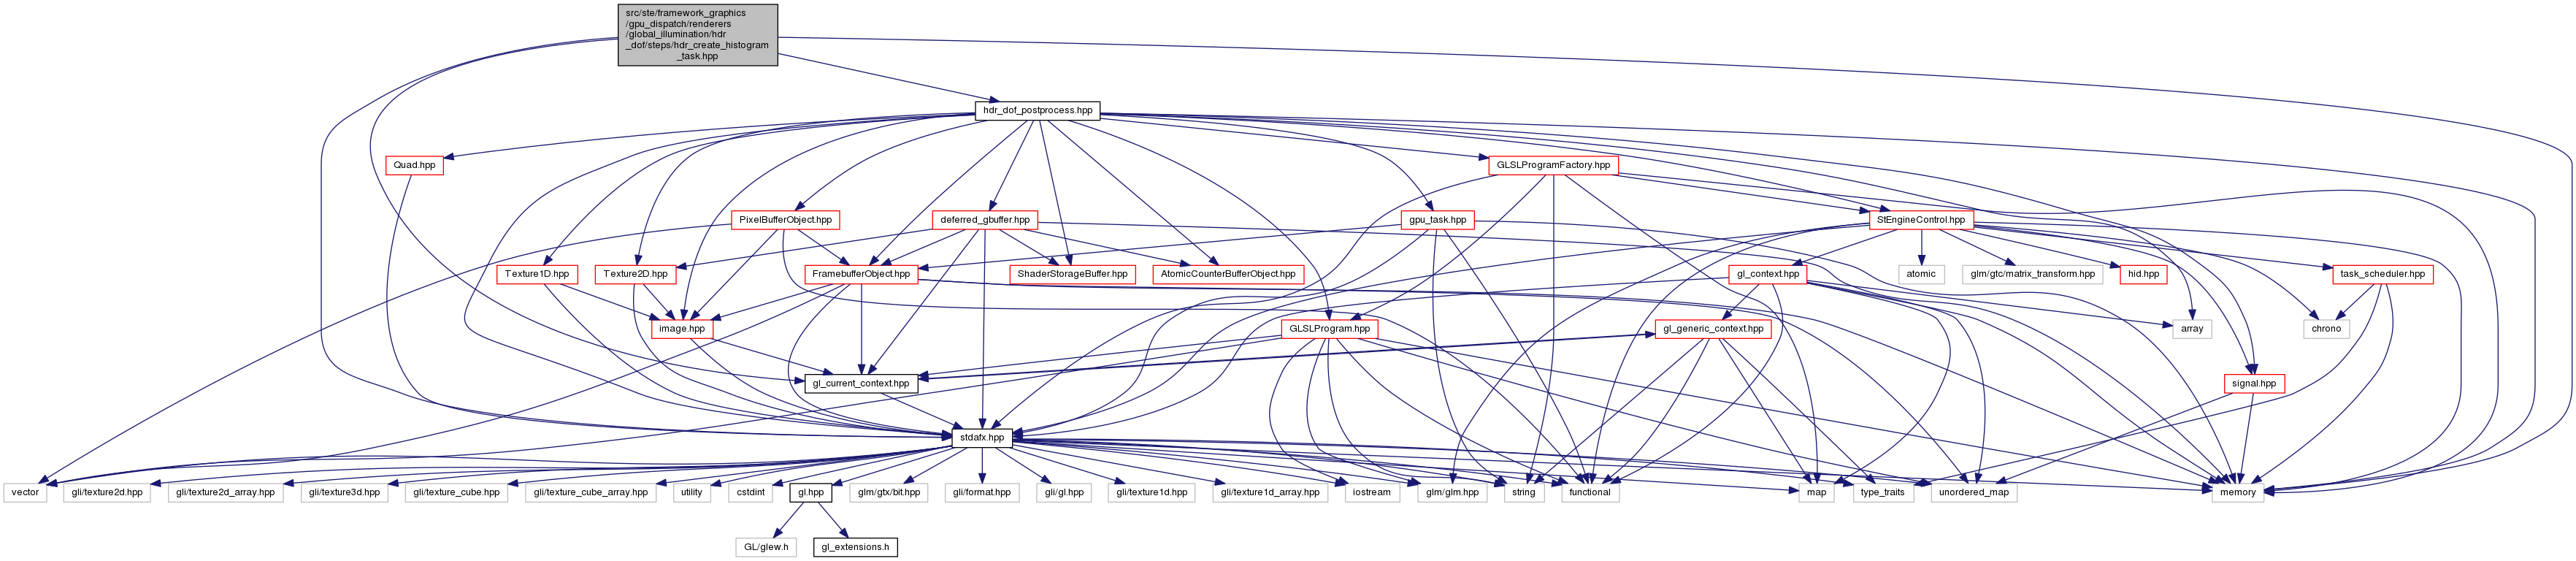 src/ste/framework_graphics
/gpu_dispatch/renderers
/global_illumination/hdr
_dof/steps/hdr_create_histogram
_task.hpp
hdr_dof_postprocess.hpp
Quad.hpp
GLSLProgramFactory.hpp
PixelBufferObject.hpp
deferred_gbuffer.hpp
gpu_task.hpp
StEngineControl.hpp
Texture1D.hpp
Texture2D.hpp
FramebufferObject.hpp
ShaderStorageBuffer.hpp
AtomicCounterBufferObject.hpp
gl_context.hpp
atomic
glm/gtc/matrix_transform.hpp
hid.hpp
task_scheduler.hpp
image.hpp
GLSLProgram.hpp
gl_generic_context.hpp
array
chrono
gl_current_context.hpp
signal.hpp
stdafx.hpp
vector
gli/texture2d.hpp
gli/texture2d_array.hpp
gli/texture3d.hpp
gli/texture_cube.hpp
gli/texture_cube_array.hpp
utility
cstdint
gl.hpp
glm/gtx/bit.hpp
gli/format.hpp
gli/gl.hpp
gli/texture1d.hpp
gli/texture1d_array.hpp
iostream
glm/glm.hpp
string
functional
map
type_traits
unordered_map
memory
GL/glew.h
gl_extensions.h